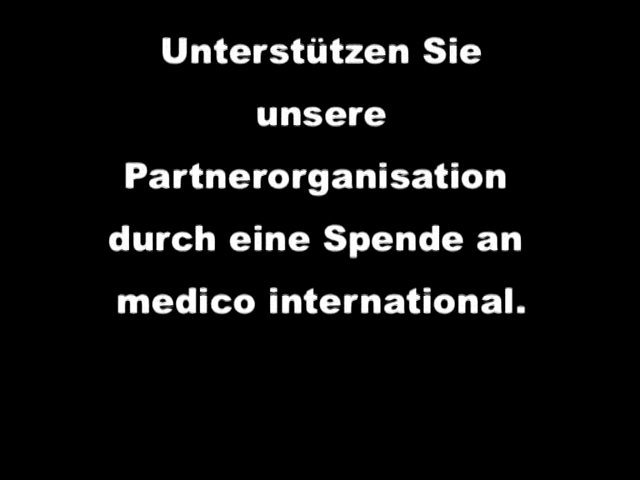 Unterstützen Sie
unsere
Partnerorganisation
durch eine Spende an
medico international.